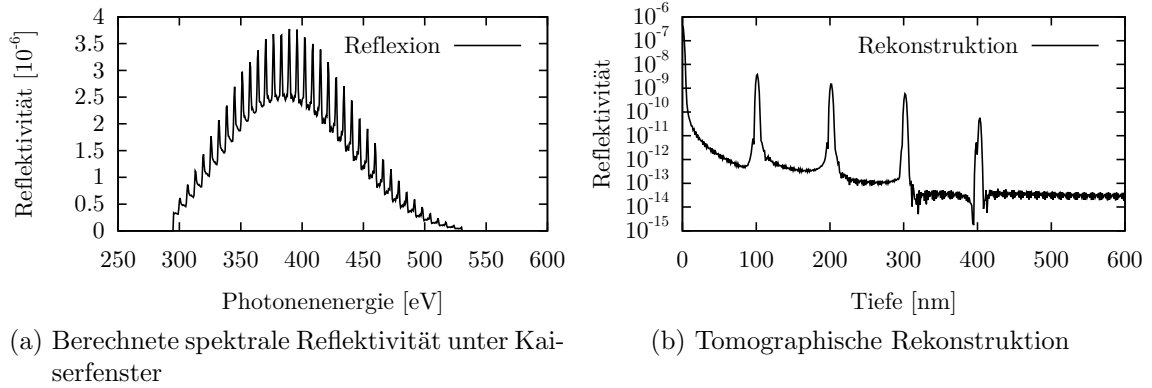 Reflektivität [10⁻⁶]
4
3.5
3
2.5
2
1.5
1
0.5
0
Reflexion
250 300 350 400 450 500 550 600
Photonenenergie [eV]
(a) Berechnete spektrale Reflektivität unter Kai-
serfenster
Reflektivität
10⁻⁶
10⁻⁷
10⁻⁸
10⁻⁹
10⁻¹⁰
10⁻¹¹
10⁻¹²
10⁻¹³
10⁻¹⁴
10⁻¹⁵
Rekonstruktion
0 100 200 300 400 500 600
Tiefe [nm]
(b) Tomographische Rekonstruktion